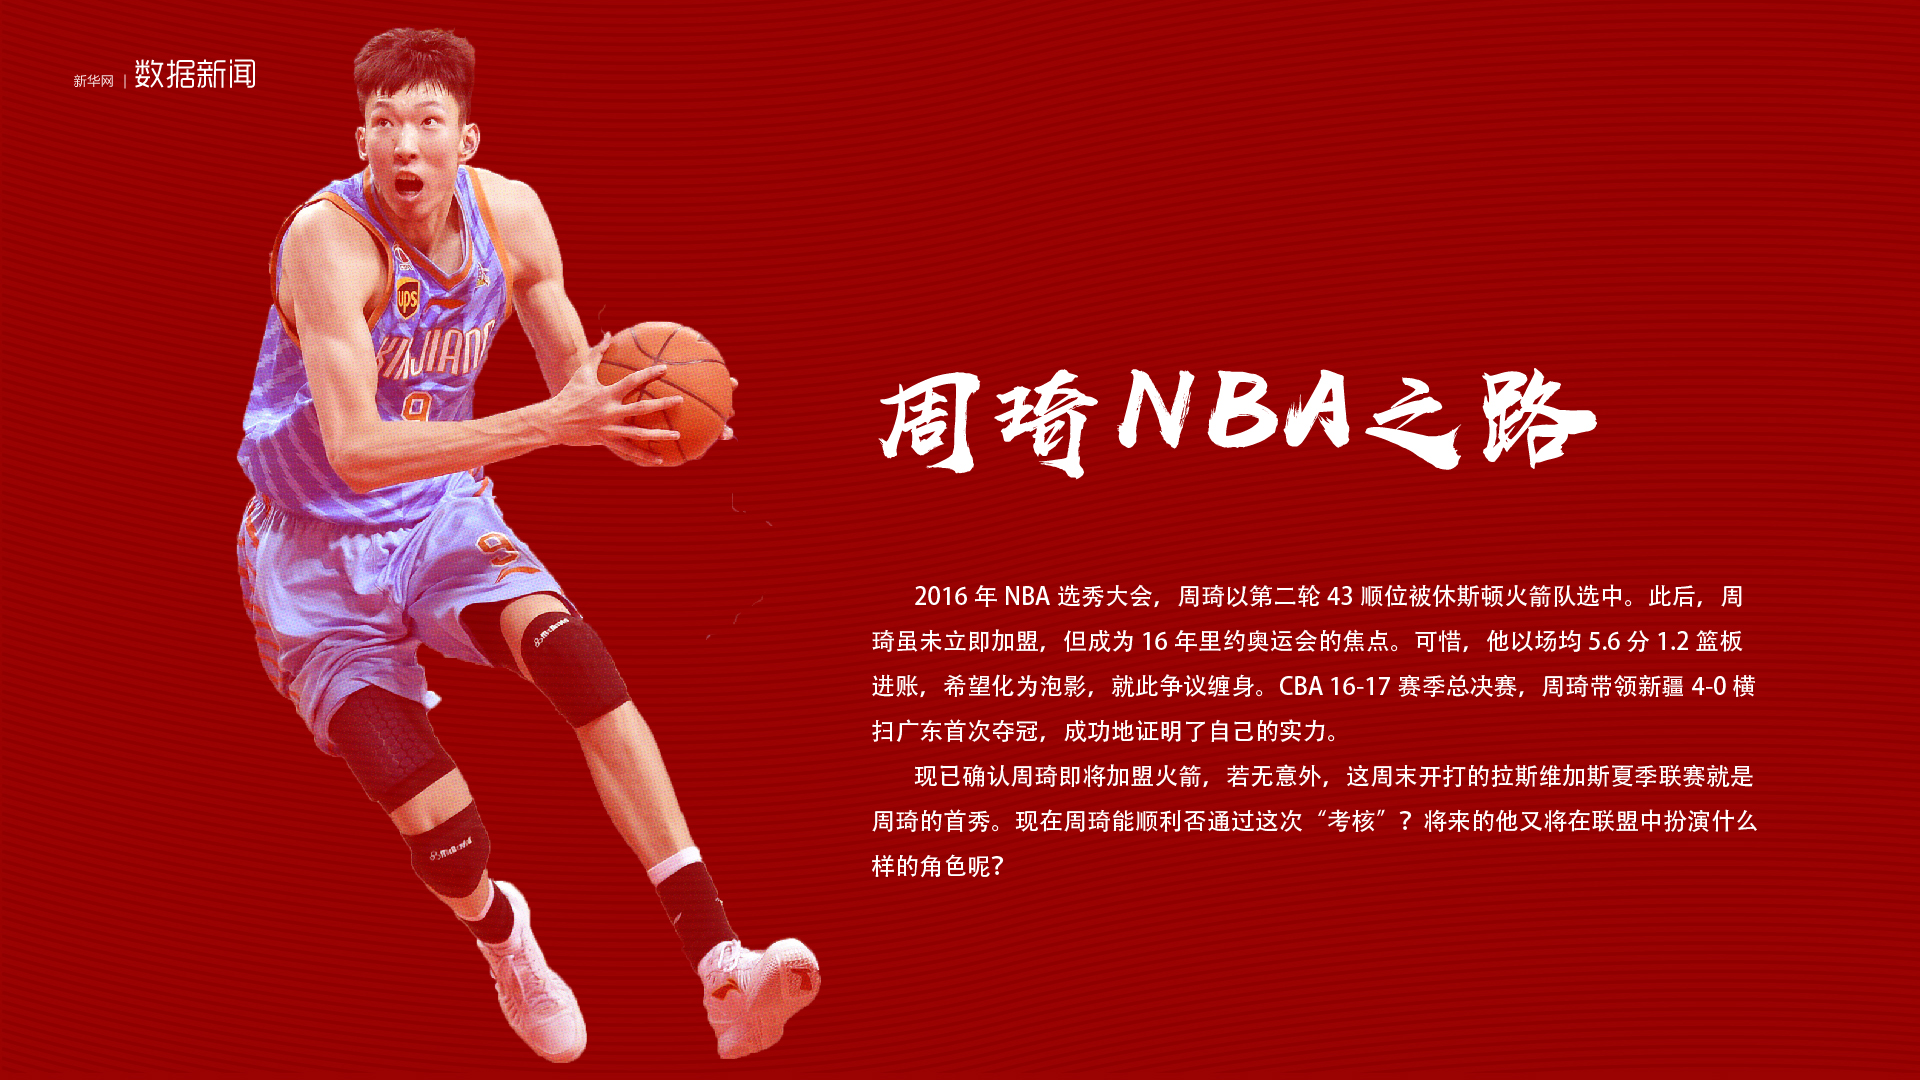 新华网 | 数据新闻
ups
XINJIANG
9
9
周琦NBA之路
2016 年 NBA 选秀大会，周琦以第二轮 43 顺位被休斯顿火箭队选中。此后，周
琦虽未立即加盟，但成为 16 年里约奥运会的焦点。可惜，他以场均 5.6 分 1.2 篮板
进账，希望化为泡影，就此争议缠身。CBA 16-17 赛季总决赛，周琦带领新疆 4-0 横
扫广东首次夺冠，成功地证明了自己的实力。
现已确认周琦即将加盟火箭，若无意外，这周末开打的拉斯维加斯夏季联赛就是
周琦的首秀。现在周琦能顺利否通过这次“考核”？将来的他又将在联盟中扮演什么
样的角色呢？